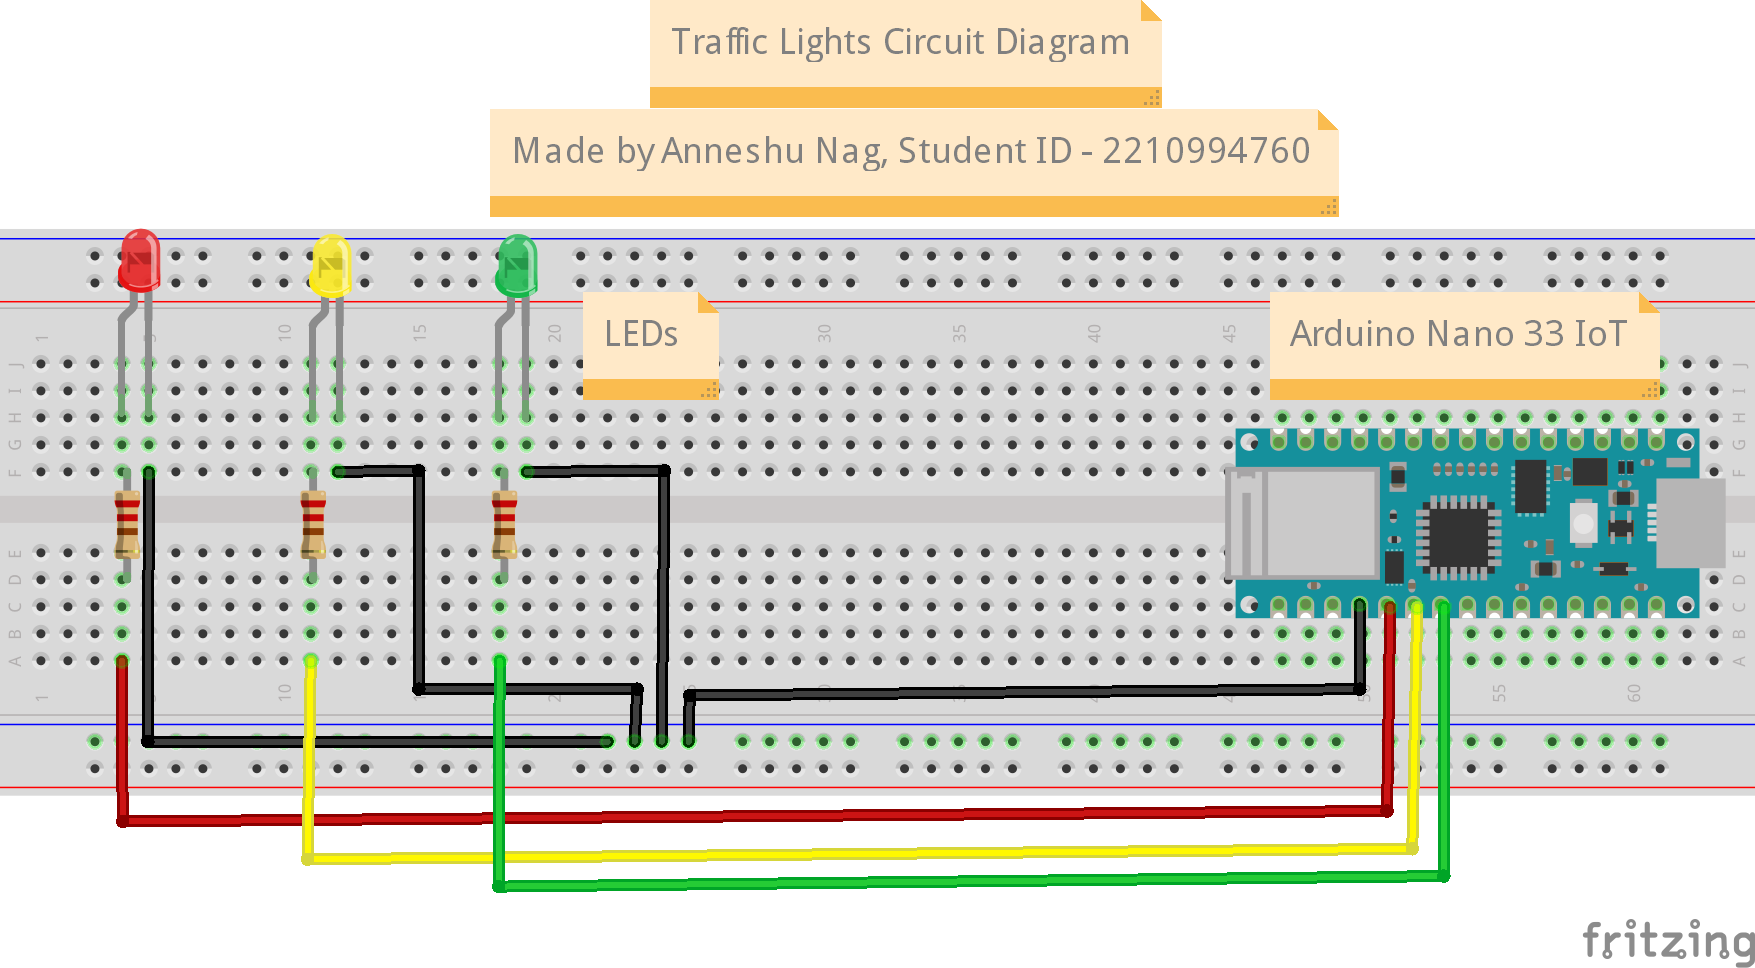 Traffic Lights Circuit Diagram
Made by Anneshu Nag, Student ID - 2210994760
LEDs
Arduino Nano 33 IoT
1 10 15 20 30 35 40 45
J J
I I
H H
G G
F F
E E
D D
C C
B B
A A
1 10 55 60
fritzing